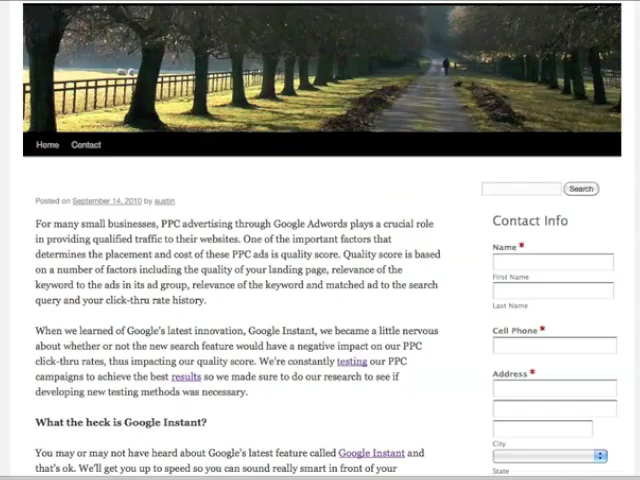 Home Contact
Search
Posted on September 14, 2010 by austin
For many small businesses, PPC advertising through Google Adwords plays a crucial role
in providing qualified traffic to their websites. One of the important factors that
determines the placement and cost of these PPC ads is quality score. Quality score is based
on a number of factors including the quality of your landing page, relevance of the
keyword to the ads in its ad group, relevance of the keyword and matched ad to the search
query and your click-thru rate history.
When we learned of Google's latest innovation, Google Instant, we became a little nervous
about whether or not the new search feature would have a negative impact on our PPC
click-thru rates, thus impacting our quality score. We're constantly testing our PPC
campaigns to achieve the best results so we made sure to do our research to see if
developing new testing methods was necessary.
What the heck is Google Instant?
You may or may not have heard about Google's latest feature called Google Instant and
that's ok. We'll get you up to speed so you can sound really smart in front of your
Contact Info
Name *
First Name
Last Name
Cell Phone *
Address *
City
State